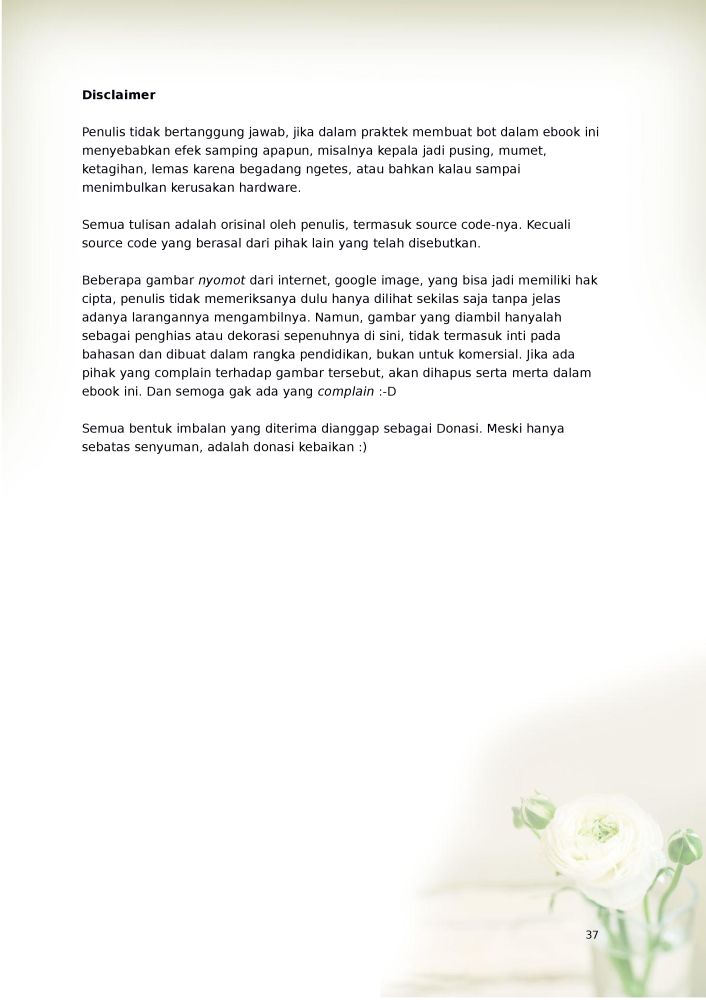 Disclaimer
Penulis tidak bertanggung jawab, jika dalam praktek membuat bot dalam ebook ini
menyebabkan efek samping apapun, misalnya kepala jadi pusing, mumet,
ketagihan, lemas karena begadang ngetes, atau bahkan kalau sampai
menimbulkan kerusakan hardware.
Semua tulisan adalah orisinal oleh penulis, termasuk source code-nya. Kecuali
source code yang berasal dari pihak lain yang telah disebutkan.
Beberapa gambar nyomot dari internet, google image, yang bisa jadi memiliki hak
cipta, penulis tidak memeriksanya dulu hanya dilihat sekilas saja tanpa jelas
adanya larangannya mengambilnya. Namun, gambar yang diambil hanyalah
sebagai penghias atau dekorasi sepenuhnya di sini, tidak termasuk inti pada
bahasan dan dibuat dalam rangka pendidikan, bukan untuk komersial. Jika ada
pihak yang complain terhadap gambar tersebut, akan dihapus serta merta dalam
ebook ini. Dan semoga gak ada yang complain :-D
Semua bentuk imbalan yang diterima dianggap sebagai Donasi. Meski hanya
sebatas senyuman, adalah donasi kebaikan :)
37